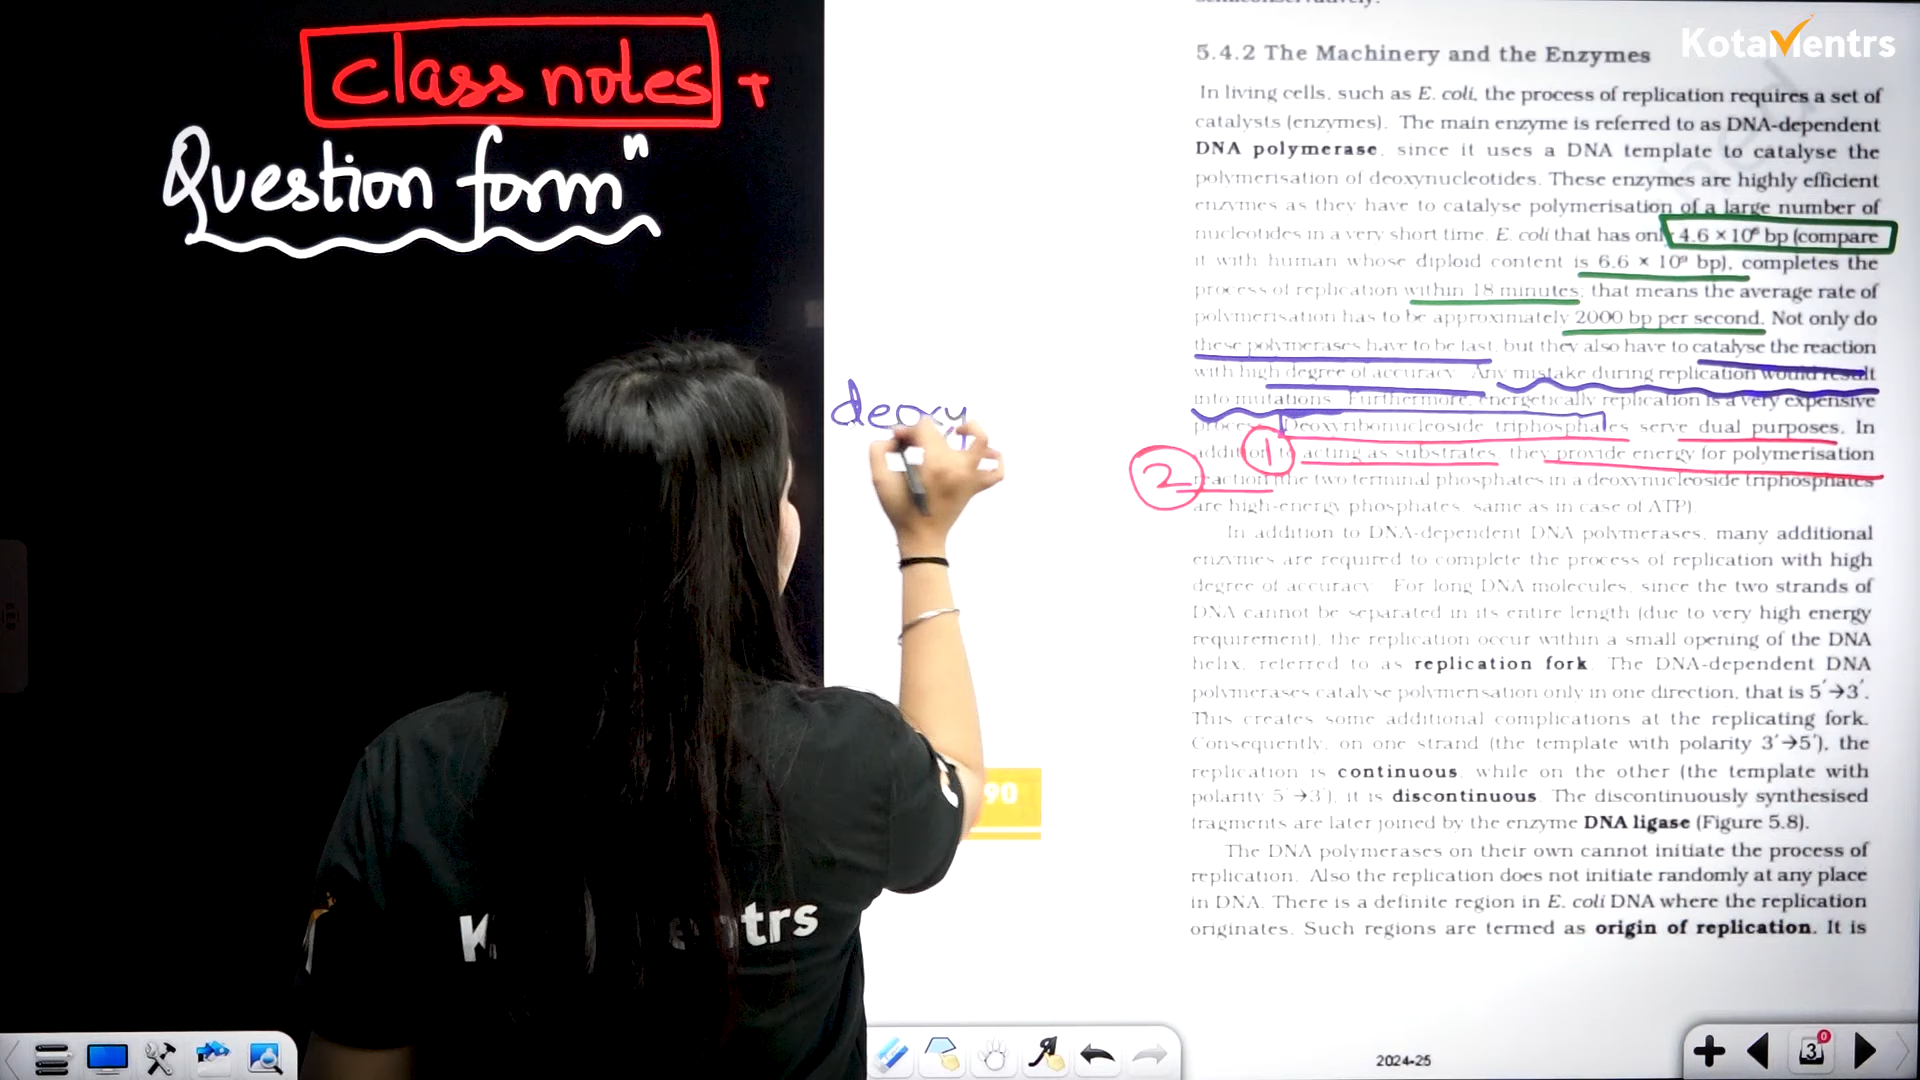 class notes +
Question form"
KotaMentrs
5.4.2 The Machinery and the Enzymes
In living cells, such as E. coli, the process of replication requires a set of
catalysts (enzymes). The main enzyme is referred to as DNA-dependent
DNA polymerase, since it uses a DNA template to catalyse the
polymerisation of deoxynucleotides. These enzymes are highly efficient
enzymes as they have to catalyse polymerisation of a large number of
nucleotides in a very short time. E. coli that has only 4.6 × 10⁶ bp (compare
it with human whose diploid content is 6.6 × 10⁹ bp), completes the
process of replication within 18 minutes; that means the average rate of
polymerisation has to be approximately 2000 bp per second. Not only do
these polymerases have to be fast, but they also have to catalyse the reaction
with high degree of accuracy. Any mistake during replication would result
into mutations. Furthermore, energetically replication is a very expensive
process. Deoxyribonucleoside triphosphates serve dual purposes. In
addition to acting as substrates, they provide energy for polymerisation
reaction (the two terminal phosphates in a deoxynucleoside triphosphates
are high-energy phosphates, same as in case of ATP).
1
2
deoxy
In addition to DNA-dependent DNA polymerases, many additional
enzymes are required to complete the process of replication with high
degree of accuracy. For long DNA molecules, since the two strands of
DNA cannot be separated in its entire length (due to very high energy
requirement), the replication occur within a small opening of the DNA
helix, referred to as replication fork. The DNA-dependent DNA
polymerases catalyse polymerisation only in one direction, that is 5′→3′.
This creates some additional complications at the replicating fork.
Consequently, on one strand (the template with polarity 3′→5′), the
replication is continuous, while on the other (the template with
polarity 5′→3′), it is discontinuous. The discontinuously synthesised
fragments are later joined by the enzyme DNA ligase (Figure 5.8).
The DNA polymerases on their own cannot initiate the process of
replication. Also the replication does not initiate randomly at any place
in DNA. There is a definite region in E. coli DNA where the replication
originates. Such regions are termed as origin of replication. It is
90
2024-25
3
0